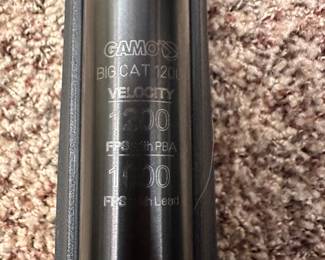 GAMO
BIG CAT 1200
VELOCITY
1200
FPS with PBA
1000
FPS with Lead